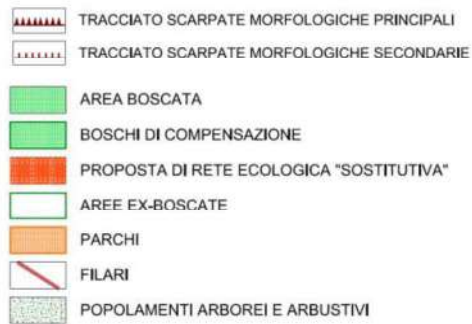 TRACCIATO SCARPATE MORFOLOGICHE PRINCIPALI
TRACCIATO SCARPATE MORFOLOGICHE SECONDARIE
AREA BOSCATA
BOSCHI DI COMPENSAZIONE
PROPOSTA DI RETE ECOLOGICA "SOSTITUTIVA"
AREE EX-BOSCATE
PARCHI
FILARI
POPOLAMENTI ARBOREI E ARBUSTIVI